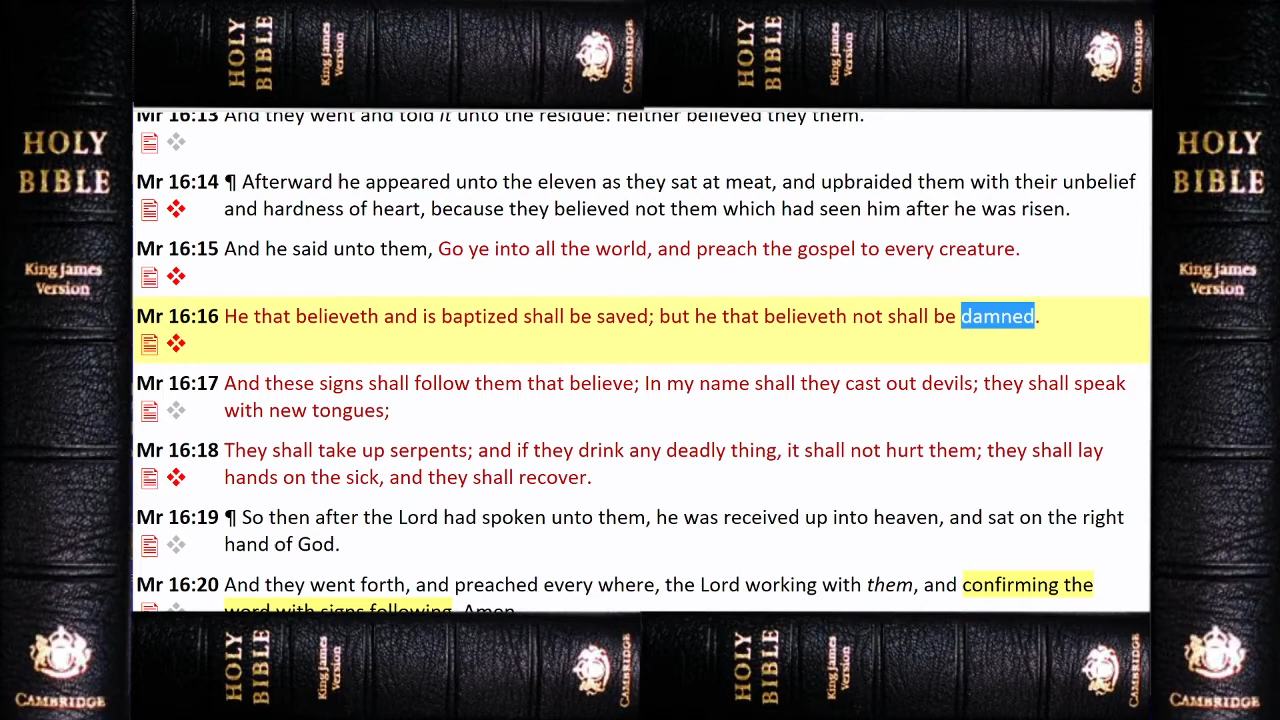 HOLY BIBLE
King James Version
CAMBRIDGE
HOLY BIBLE
King James Version
CAMBRIDGE
HOLY
BIBLE
King James
Version
CAMBRIDGE
Mr 16:13 And they went and told it unto the residue: neither believed they them.
Mr 16:14 ¶ Afterward he appeared unto the eleven as they sat at meat, and upbraided them with their unbelief
and hardness of heart, because they believed not them which had seen him after he was risen.
Mr 16:15 And he said unto them, Go ye into all the world, and preach the gospel to every creature.
Mr 16:16 He that believeth and is baptized shall be saved; but he that believeth not shall be damned.
Mr 16:17 And these signs shall follow them that believe; In my name shall they cast out devils; they shall speak
with new tongues;
Mr 16:18 They shall take up serpents; and if they drink any deadly thing, it shall not hurt them; they shall lay
hands on the sick, and they shall recover.
Mr 16:19 ¶ So then after the Lord had spoken unto them, he was received up into heaven, and sat on the right
hand of God.
Mr 16:20 And they went forth, and preached every where, the Lord working with them, and confirming the
word with signs following. Amen.
HOLY
BIBLE
King James
Version
CAMBRIDGE
HOLY BIBLE
King James Version
CAMBRIDGE
HOLY BIBLE
King James Version
CAMBRIDGE